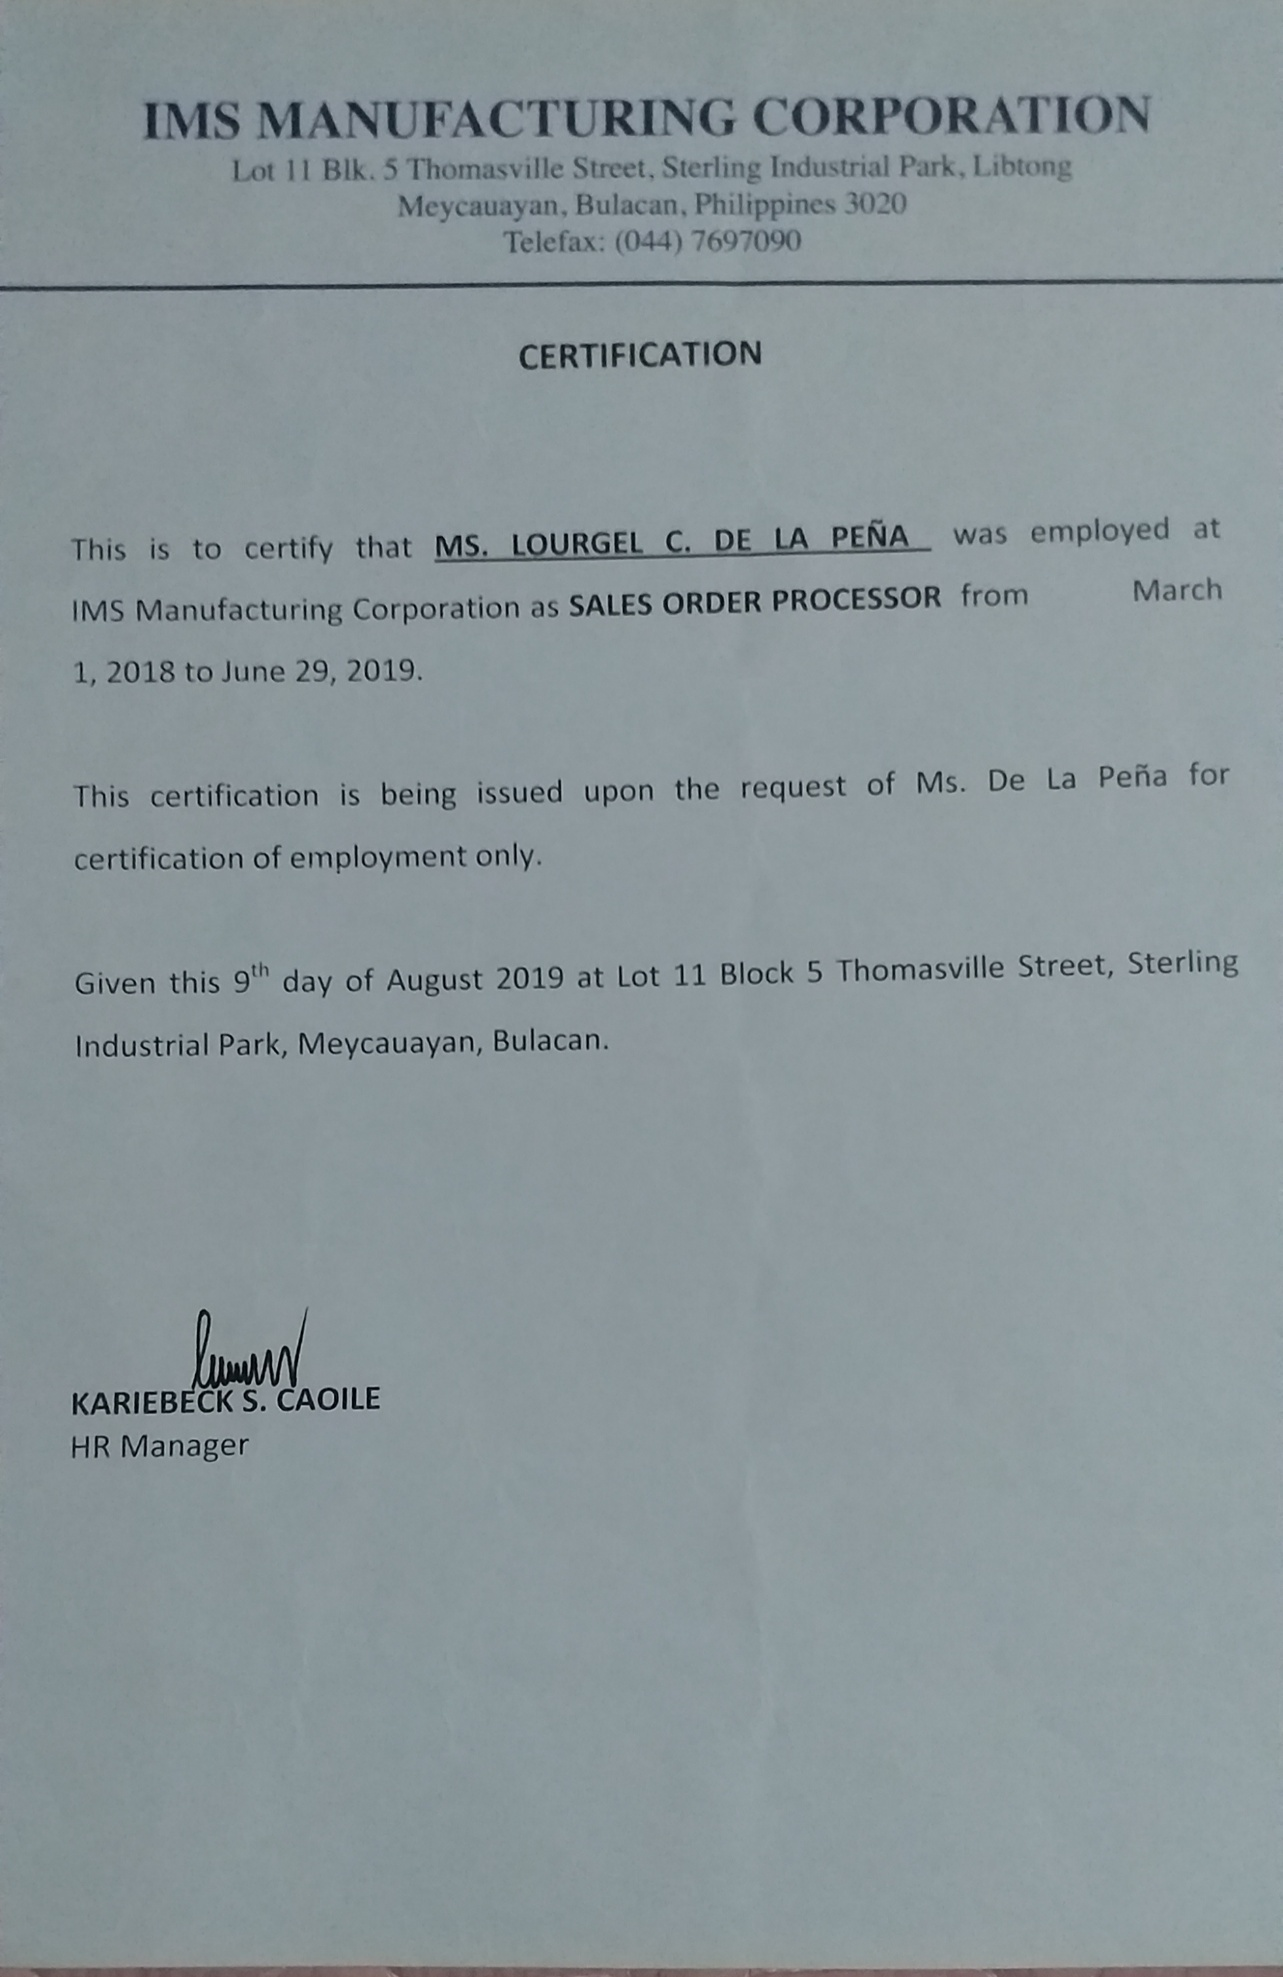 IMS MANUFACTURING CORPORATION
Lot 11 Blk. 5 Thomasville Street, Sterling Industrial Park, Libtong
Meycauayan, Bulacan, Philippines 3020
Telefax: (044) 7697090
CERTIFICATION
This is to certify that MS. LOURGEL C. DE LA PEÑA was employed at
IMS Manufacturing Corporation as SALES ORDER PROCESSOR from March
1, 2018 to June 29, 2019.
This certification is being issued upon the request of Ms. De La Peña for
certification of employment only.
Given this 9th day of August 2019 at Lot 11 Block 5 Thomasville Street, Sterling
Industrial Park, Meycauayan, Bulacan.
KARIEBECK S. CAOILE
HR Manager